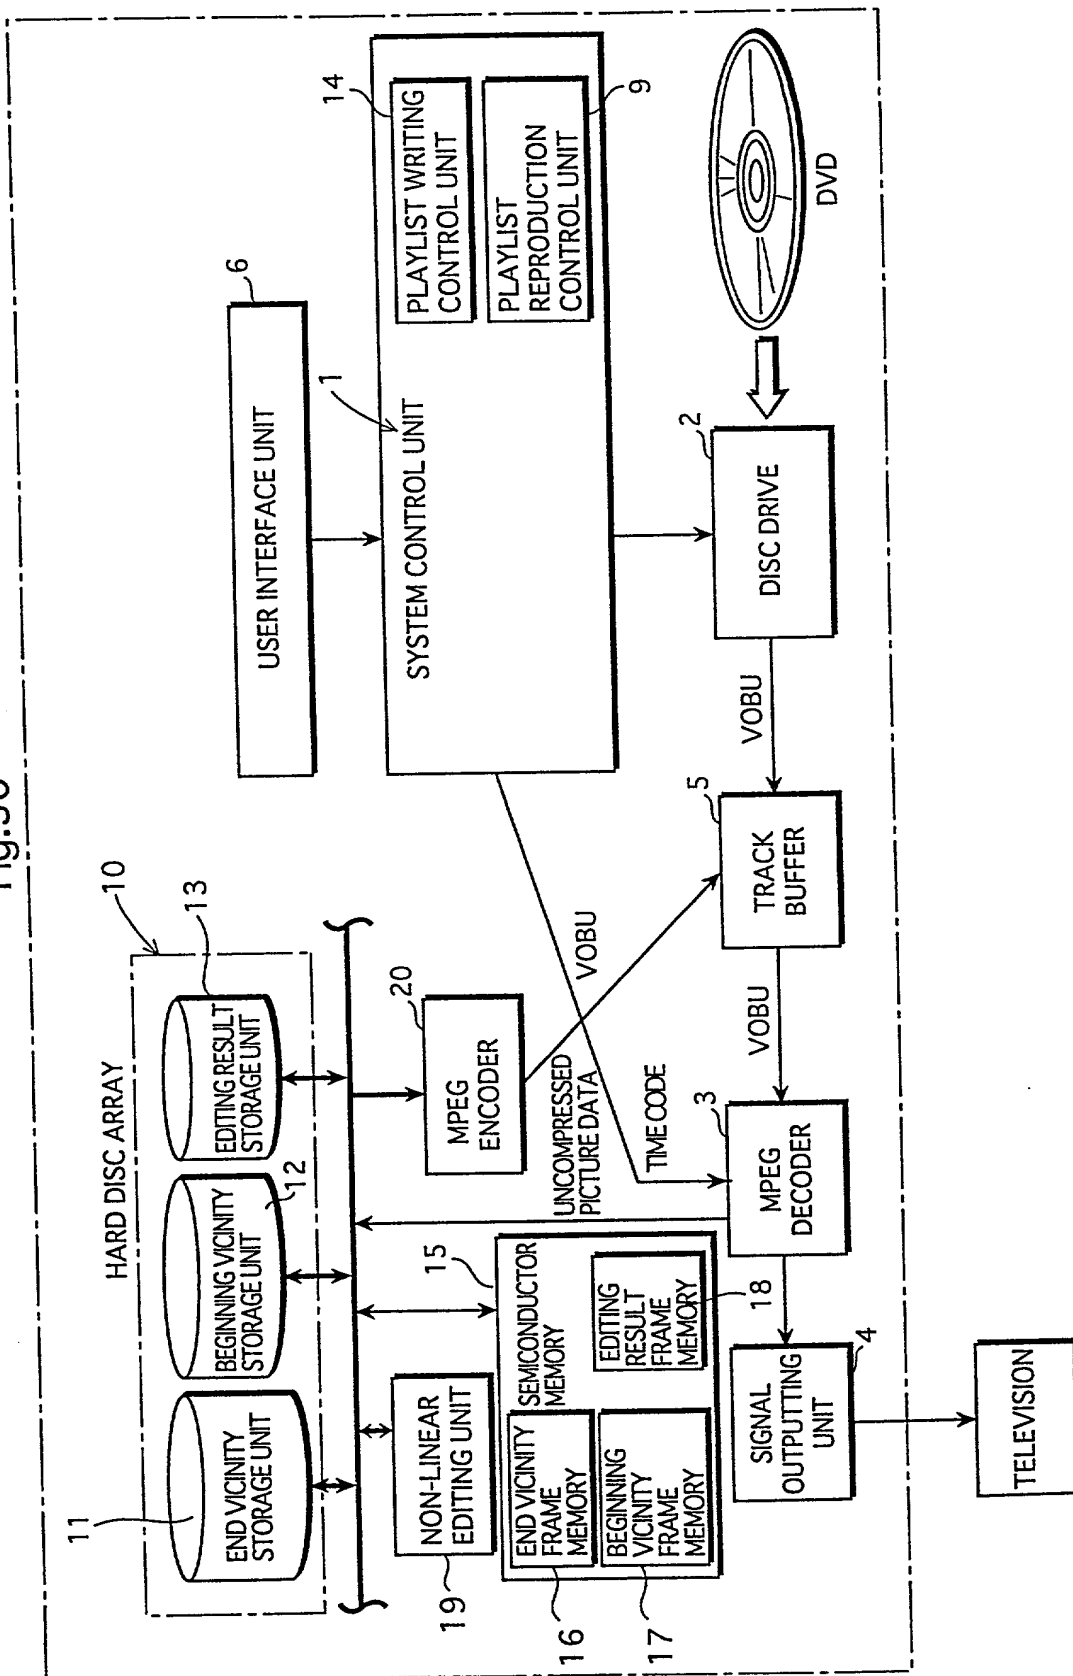 HARD DISC ARRAY
10
11
END VICINITY
STORAGE UNIT
BEGINNING VICINITY
STORAGE UNIT
12
EDITING RESULT
STORAGE UNIT
13
USER INTERFACE UNIT
6
19
NON-LINEAR
EDITING UNIT
15
SEMICONDUCTOR
MEMORY
16
END VICINITY
FRAME
MEMORY
17
BEGINNING
VICINITY
FRAME
MEMORY
EDITING
RESULT
FRAME
MEMORY
18
UNCOMPRESSED
PICTURE DATA
MPEG
ENCODER
20
VOBU
TIME CODE
1
SYSTEM CONTROL UNIT
14
PLAYLIST WRITING
CONTROL UNIT
PLAYLIST
REPRODUCTION
CONTROL UNIT
9
SIGNAL
OUTPUTTING
UNIT
4
MPEG
DECODER
3
VOBU
TRACK
BUFFER
5
VOBU
DISC DRIVE
2
DVD
TELEVISION